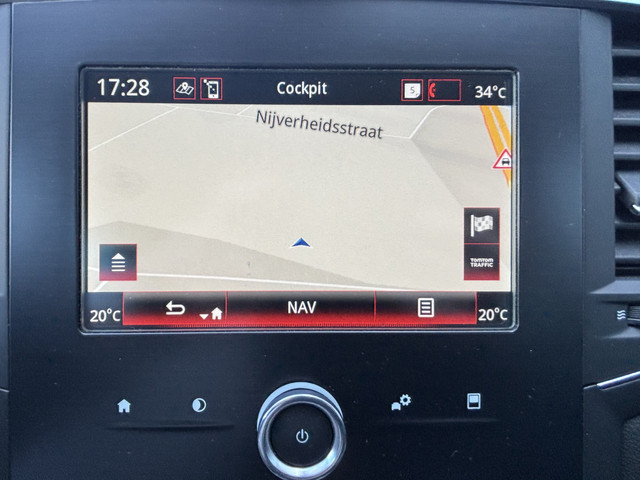 17:28 Cockpit 5 34°C
Nijverheidsstraat
TOMTOM
TRAFFIC
20°C NAV 20°C